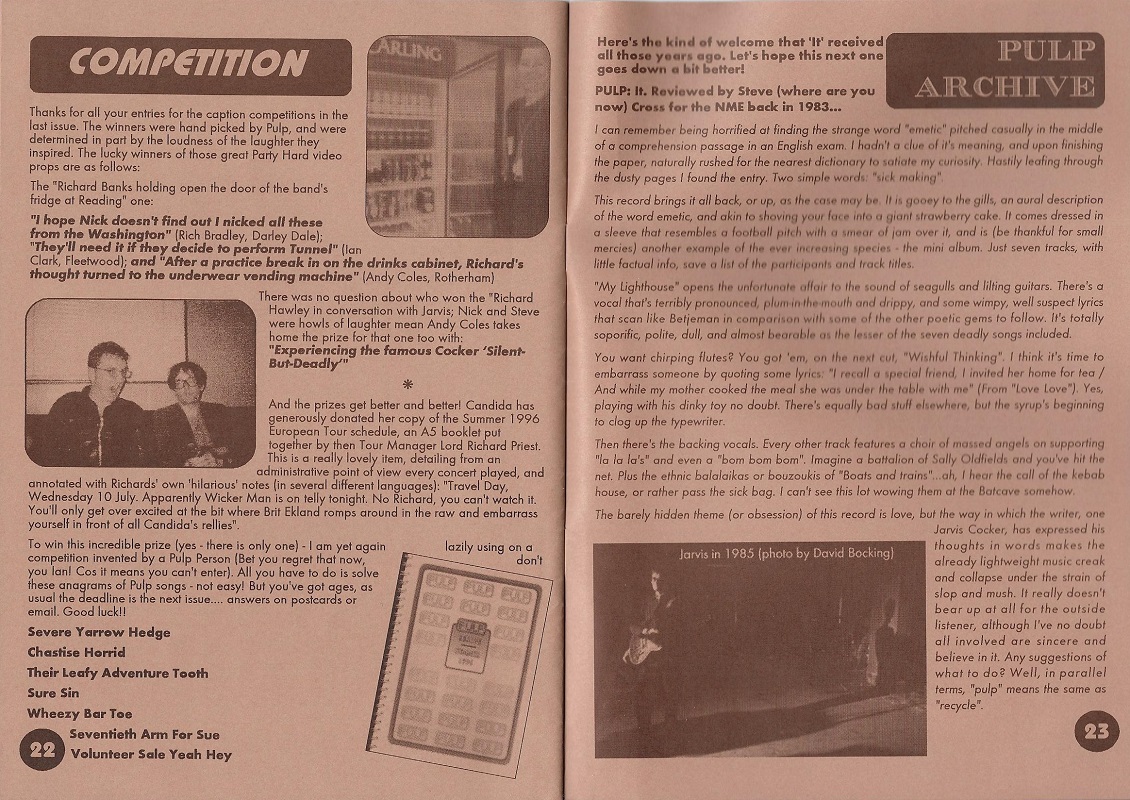 COMPETITION
Thanks for all your entries for the caption competitions in the
last issue. The winners were hand picked by Pulp, and were
determined in part by the loudness of the laughter they
inspired. The lucky winners of those great Party Hard video
props are as follows:
The "Richard Banks holding open the door of the band's
fridge at Reading" one:
"I hope Nick doesn't find out I nicked all these
from the Washington" (Rich Bradley, Darley Dale);
"They'll need it if they decide to perform Tunnel" (Ian
Clark, Fleetwood); and "After a practice break in on the drinks cabinet, Richard's
thought turned to the underwear vending machine" (Andy Coles, Rotherham)
CARLING
There was no question about who won the "Richard
Hawley in conversation with Jarvis; Nick and Steve
were howls of laughter mean Andy Coles takes
home the prize for that one too with:
"Experiencing the famous Cocker 'Silent-
But-Deadly'"
*
And the prizes get better and better! Candida has
generously donated her copy of the Summer 1996
European Tour schedule, an A5 booklet put
together by then Tour Manager Lord Richard Priest.
This is a really lovely item, detailing from an
administrative point of view every concert played, and
annotated with Richards' own 'hilarious' notes (in several different languages): "Travel Day,
Wednesday 10 July. Apparently Wicker Man is on telly tonight. No Richard, you can't watch it.
You'll only get over excited at the bit where Brit Ekland romps around in the raw and embarrass
yourself in front of all Candida's rellies".
To win this incredible prize (yes - there is only one) - I am yet again lazily using on a
competition invented by a Pulp Person (Bet you regret that now, don't
you Ian! Cos it means you can't enter). All you have to do is solve
these anagrams of Pulp songs - not easy! But you've got ages, as
usual the deadline is the next issue.... answers on postcards or
email. Good luck!!
Severe Yarrow Hedge
Chastise Horrid
Their Leafy Adventure Tooth
Sure Sin
Wheezy Bar Toe
Seventieth Arm For Sue
Volunteer Sale Yeah Hey
22
PULP
1996
Here's the kind of welcome that 'It' received
all those years ago. Let's hope this next one
goes down a bit better!
PULP ARCHIVE
PULP: It. Reviewed by Steve (where are you
now) Cross for the NME back in 1983...
I can remember being horrified at finding the strange word "emetic" pitched casually in the middle
of a comprehension passage in an English exam. I hadn't a clue of it's meaning, and upon finishing
the paper, naturally rushed for the nearest dictionary to satiate my curiosity. Hastily leafing through
the dusty pages I found the entry. Two simple words: "sick making".
This record brings it all back, or up, as the case may be. It is gooey to the gills, an aural description
of the word emetic, and akin to shoving your face into a giant strawberry cake. It comes dressed in
a sleeve that resembles a football pitch with a smear of jam over it, and is (be thankful for small
mercies) another example of the ever increasing species - the mini album. Just seven tracks, with
little factual info, save a list of the participants and track titles.
"My Lighthouse" opens the unfortunate affair to the sound of seagulls and lilting guitars. There's a
vocal that's terribly pronounced, plum-in-the-mouth and drippy, and some wimpy, well suspect lyrics
that scan like Betjeman in comparison with some of the other poetic gems to follow. It's totally
soporific, polite, dull, and almost bearable as the lesser of the seven deadly songs included.
You want chirping flutes? You got 'em, on the next cut, "Wishful Thinking". I think it's time to
embarrass someone by quoting some lyrics: "I recall a special friend, I invited her home for tea /
And while my mother cooked the meal she was under the table with me" (From "Love Love"). Yes,
playing with his dinky toy no doubt. There's equally bad stuff elsewhere, but the syrup's beginning
to clog up the typewriter.
Then there's the backing vocals. Every other track features a choir of massed angels on supporting
"la la la's" and even a "bom bom bom". Imagine a battalion of Sally Oldfields and you've hit the
net. Plus the ethnic balalaikas or bouzoukis of "Boats and trains"...ah, I hear the call of the kebab
house, or rather pass the sick bag. I can't see this lot wowing them at the Batcave somehow.
The barely hidden theme (or obsession) of this record is love, but the way in which the writer, one
Jarvis Cocker, has expressed his
thoughts in words makes the
already lightweight music creak
and collapse under the strain of
slop and mush. It really doesn't
bear up at all for the outside
listener, although I've no doubt
all involved are sincere and
believe in it. Any suggestions of
what to do? Well, in parallel
terms, "pulp" means the same as
"recycle".
Jarvis in 1985 (photo by David Bocking)
23